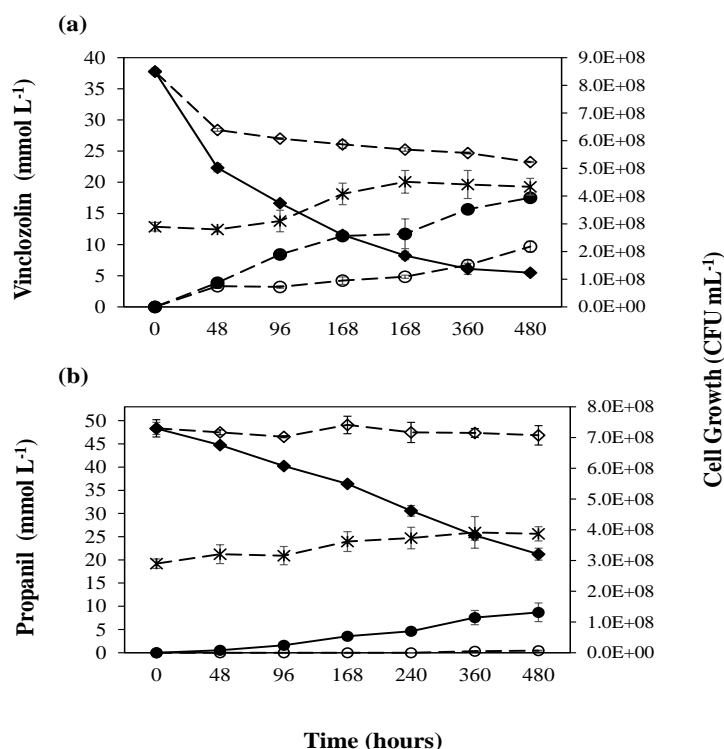 (a)
Vinclozolin (mmol L-1)
40
35
30
25
20
15
10
5
0
9.0E+08
8.0E+08
7.0E+08
6.0E+08
5.0E+08
4.0E+08
3.0E+08
2.0E+08
1.0E+08
0.0E+00
0 48 96 168 168 360 480
Cell Growth (CFU mL-1)
(b)
Propanil (mmol L-1)
50
45
40
35
30
25
20
15
10
5
0
8.0E+08
7.0E+08
6.0E+08
5.0E+08
4.0E+08
3.0E+08
2.0E+08
1.0E+08
0.0E+00
0 48 96 168 240 360 480
Time (hours)